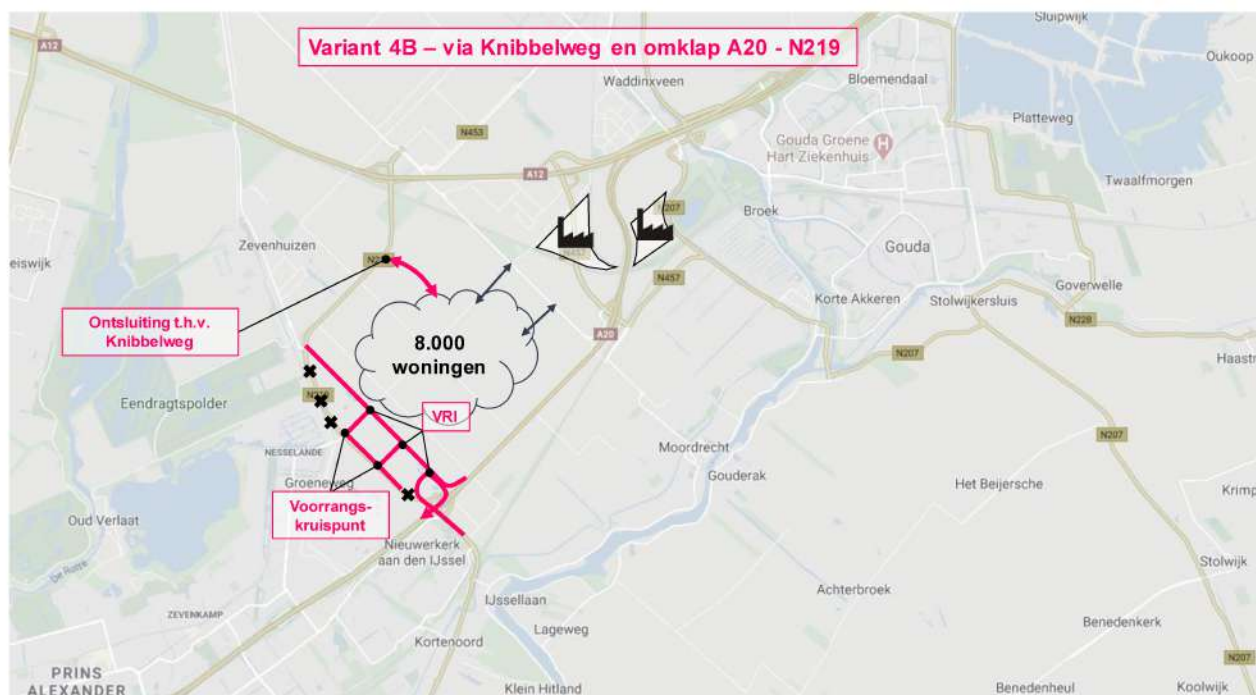 Variant 4B – via Knibbelweg en omklap A20 - N219
Sluipwijk
A12
Oukoop
Waddinxveen
Bloemendaal
Platteweg
N453
Gouda Groene
Hart Ziekenhuis
H
A12
Twaalfmorgen
N207
Broek
Zevenhuizen
Gouda
eiswijk
N457
N457
Goverwelle
Korte Akkeren
Stolwijkersluis
N228
Ontsluiting t.h.v.
Knibbelweg
A20
8.000
woningen
N207
Haastr
Eendragtspolder
VRI
N207
Moordrecht
NESSELANDE
Gouderak
Groeneweg
Het Beijersche
Krimp
Voorrangs-
kruispunt
Oud Verlaat
Nieuwerkerk
aan den IJssel
Stolwijk
De Rotte
Achterbroek
IJssellaan
ZEVENKAMP
Lageweg
Benedenkerk
Kortenoord
N207
PRINS
ALEXANDER
Klein Hitland
Benedenheul
Koolwijk